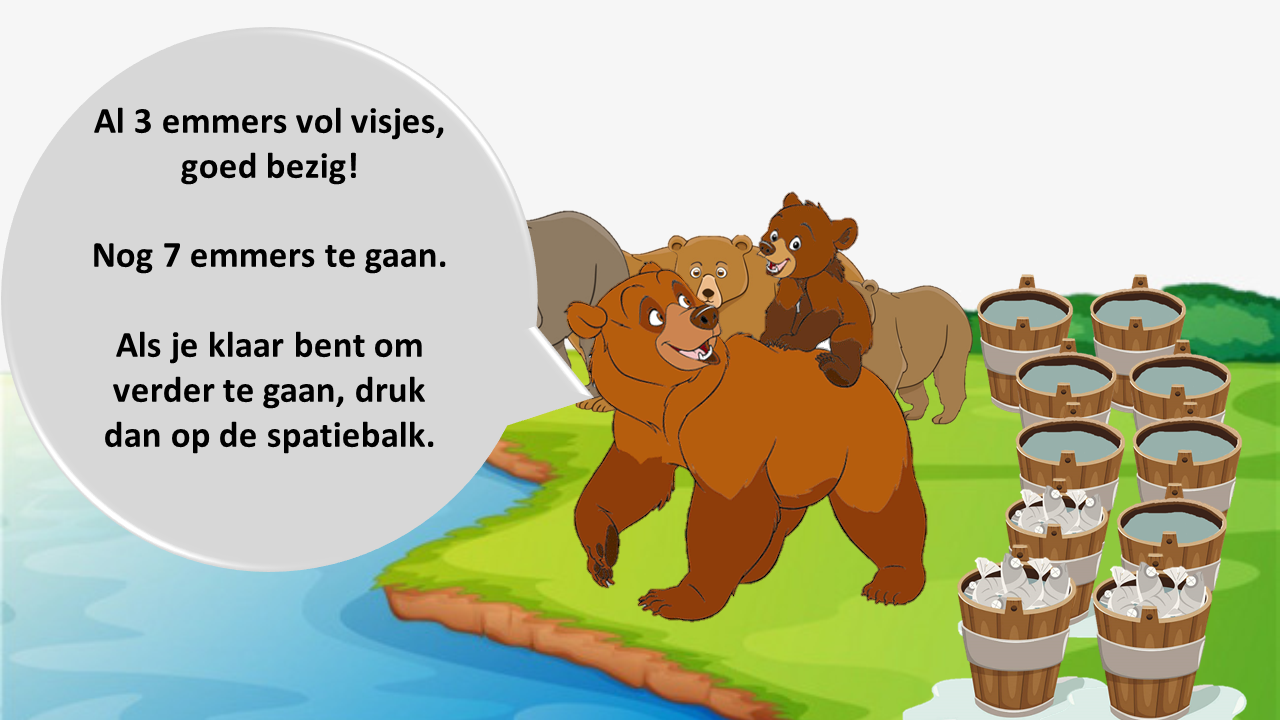 Al 3 emmers vol visjes,
goed bezig!
Nog 7 emmers te gaan.
Als je klaar bent om
verder te gaan, druk
dan op de spatiebalk.